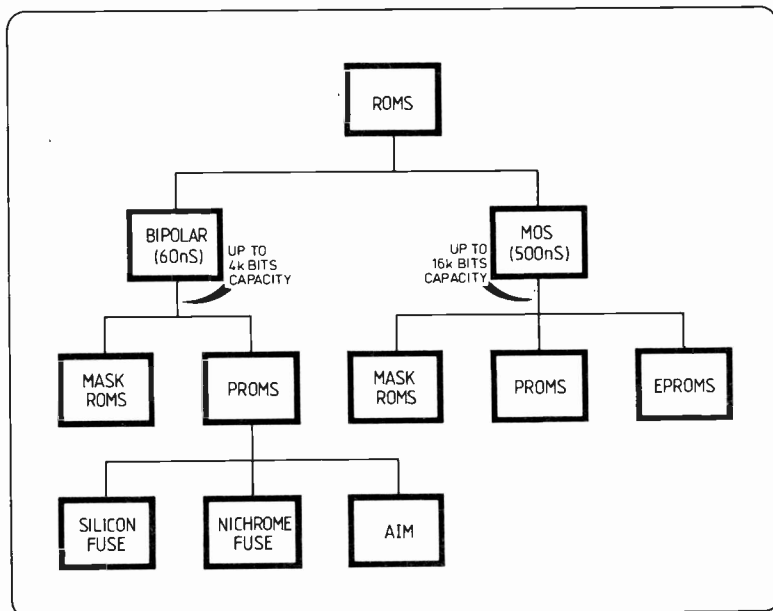 ROMS
BIPOLAR
(60nS)
UP TO
4k BITS
CAPACITY
MOS
(500nS)
UP TO
16k BITS
CAPACITY
MASK
ROMS
PROMS
MASK
ROMS
PROMS
EPROMS
SILICON
FUSE
NICHROME
FUSE
AIM